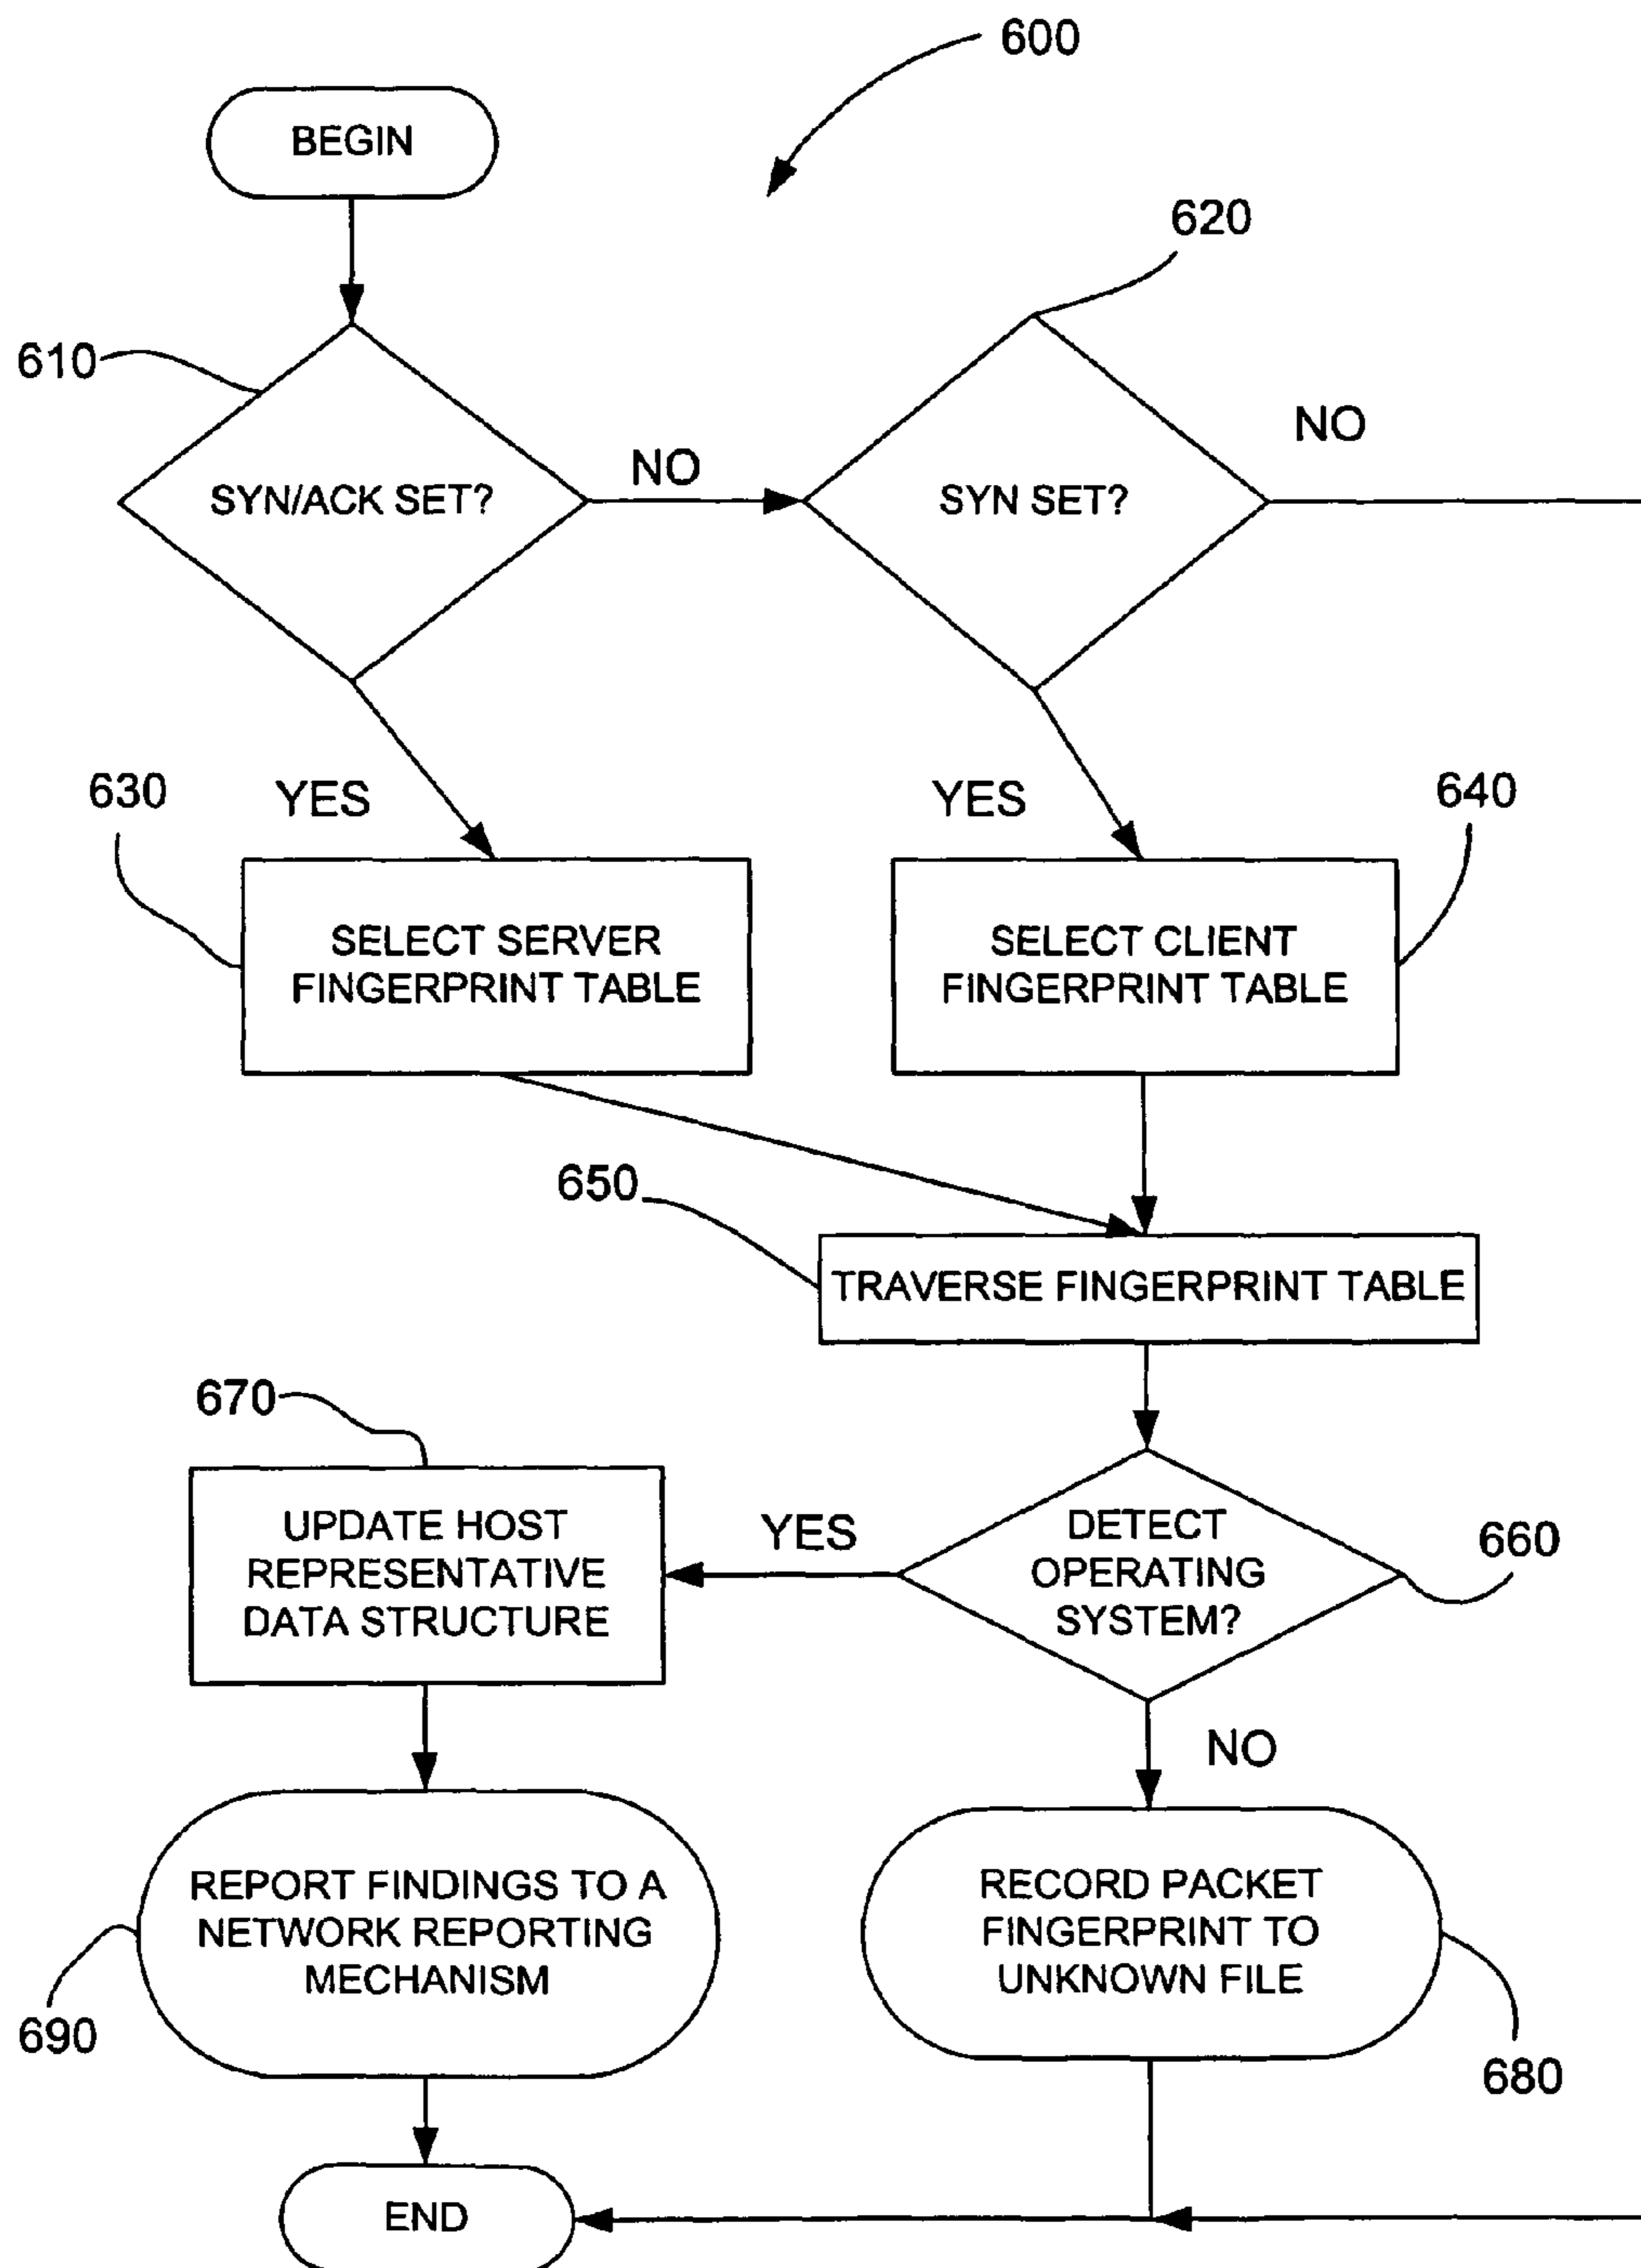 600
BEGIN
620
610
NO
NO
SYN/ACK SET?
SYN SET?
630
YES
YES
640
SELECT SERVER
FINGERPRINT TABLE
SELECT CLIENT
FINGERPRINT TABLE
650
TRAVERSE FINGERPRINT TABLE
670
UPDATE HOST
REPRESENTATIVE
DATA STRUCTURE
YES
DETECT
OPERATING
SYSTEM?
660
NO
REPORT FINDINGS TO A
NETWORK REPORTING
MECHANISM
RECORD PACKET
FINGERPRINT TO
UNKNOWN FILE
690
680
END